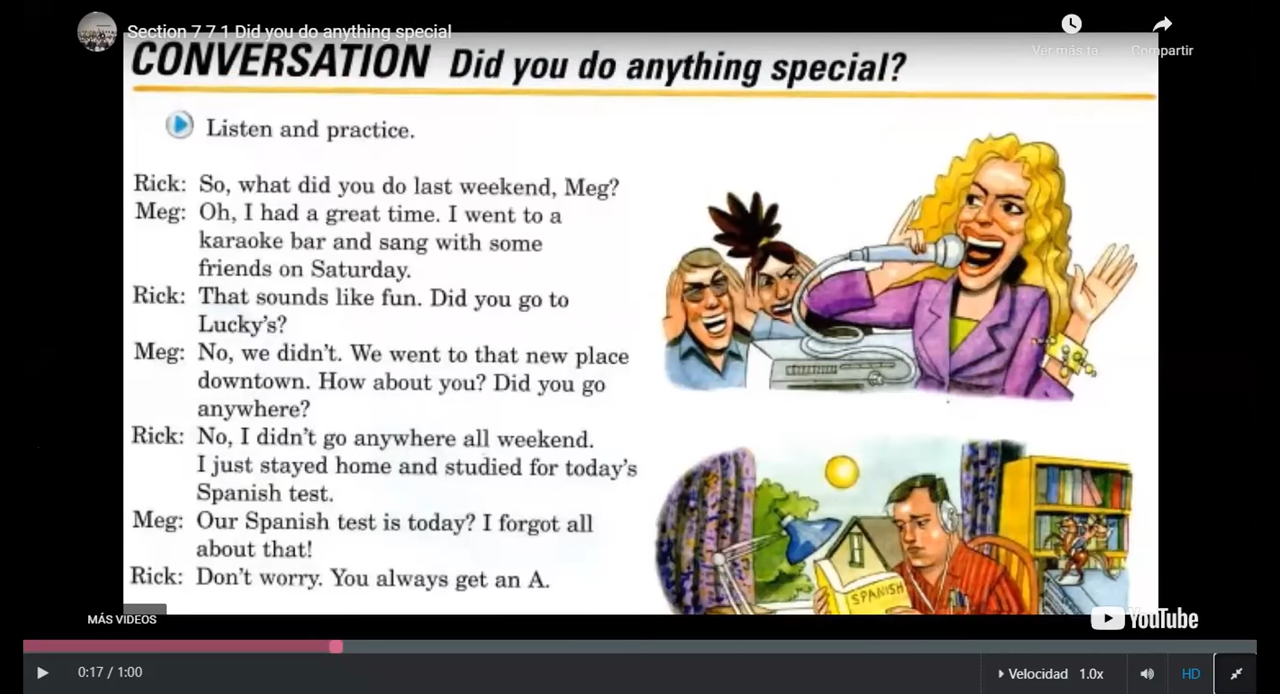 Section 7 7 1 Did you do anything special
Ver más ta...
Compartir
CONVERSATION Did you do anything special?
Listen and practice.
Rick: So, what did you do last weekend, Meg?
Meg: Oh, I had a great time. I went to a
karaoke bar and sang with some
friends on Saturday.
Rick: That sounds like fun. Did you go to
Lucky's?
Meg: No, we didn't. We went to that new place
downtown. How about you? Did you go
anywhere?
Rick: No, I didn't go anywhere all weekend.
I just stayed home and studied for today's
Spanish test.
Meg: Our Spanish test is today? I forgot all
about that!
Rick: Don't worry. You always get an A.
SPANISH
MÁS VIDEOS
YouTube
0:17 / 1:00
Velocidad 1.0x
HD